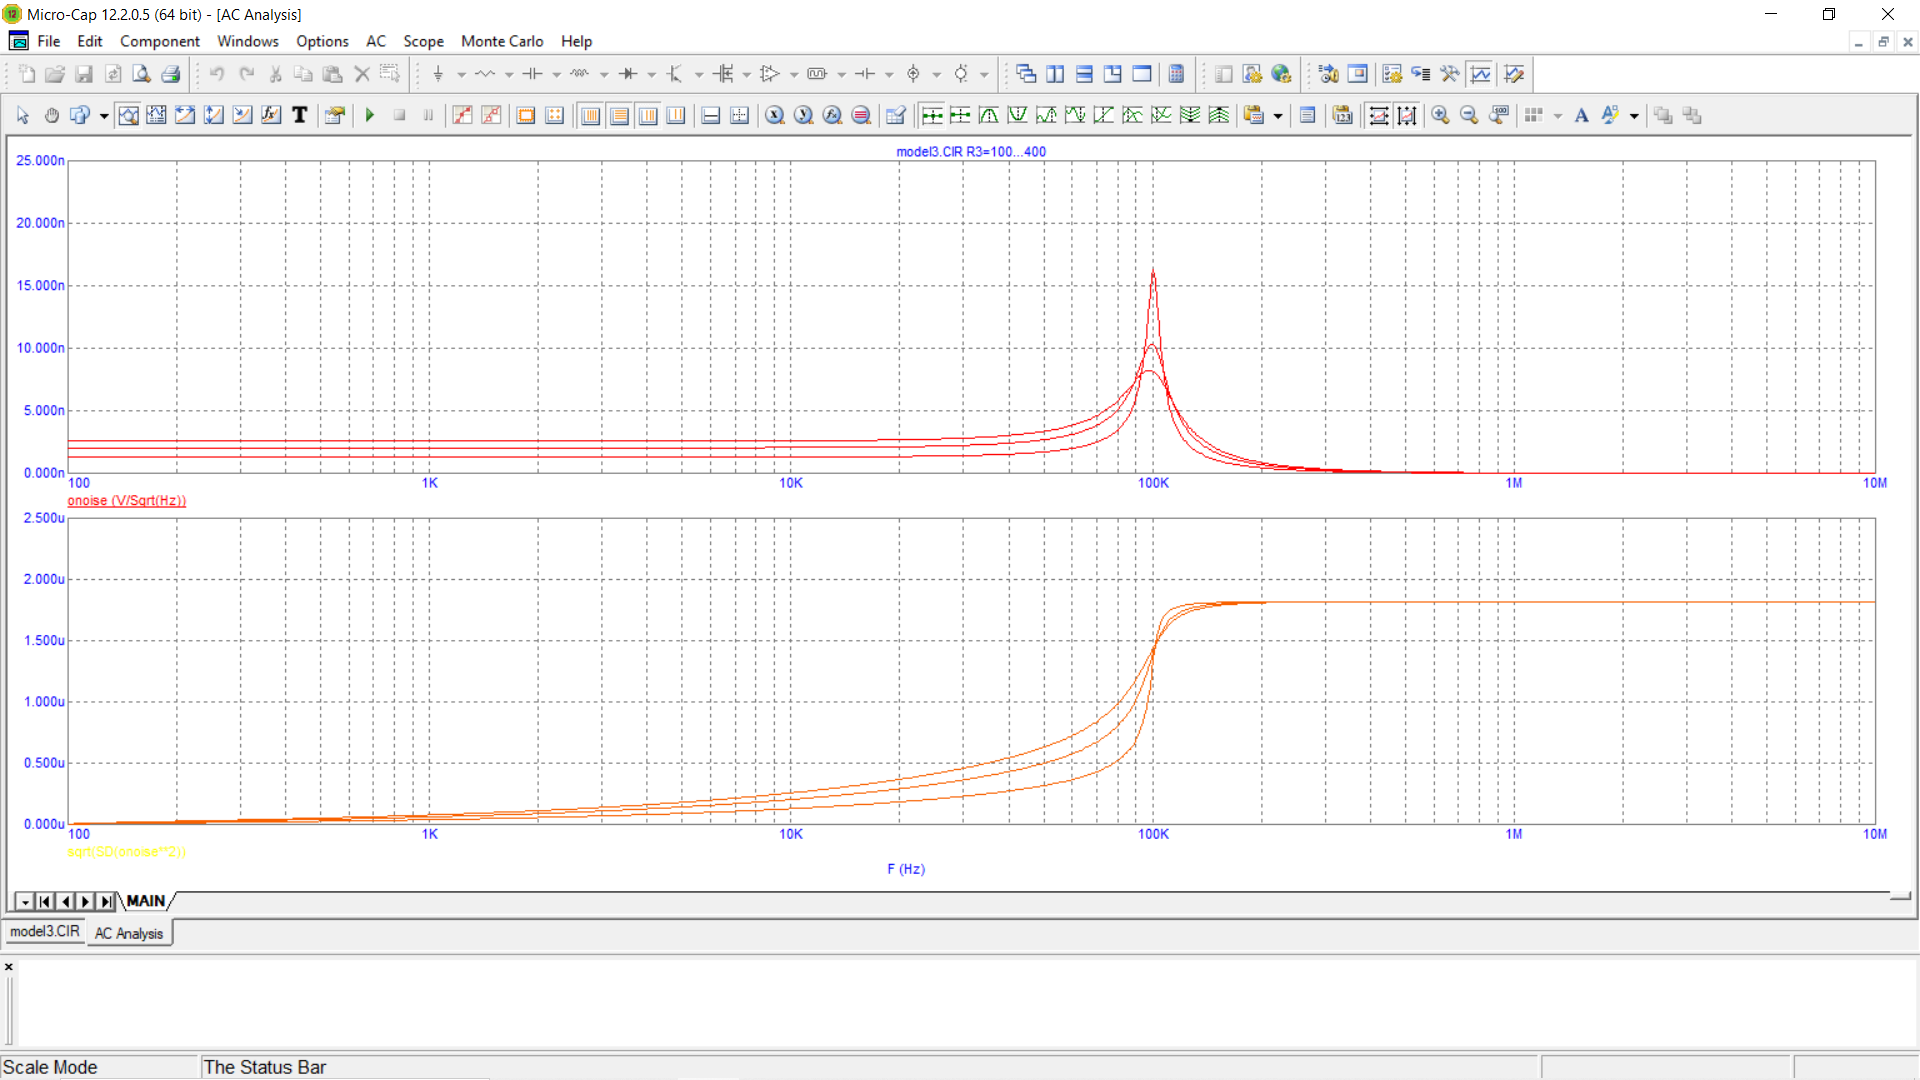 Micro-Cap 12.2.0.5 (64 bit) - [AC Analysis]
File Edit Component Windows Options AC Scope Monte Carlo Help
model3.CIR R3=100...400
25.000n
20.000n
15.000n
10.000n
5.000n
0.000n
100 1K 10K 100K 1M 10M
onoise (V/Sqrt(Hz))
2.500u
2.000u
1.500u
1.000u
0.500u
0.000u
100 1K 10K 100K 1M 10M
sqrt(SD(onoise**2))
F (Hz)
MAIN
model3.CIR AC Analysis
Scale Mode The Status Bar